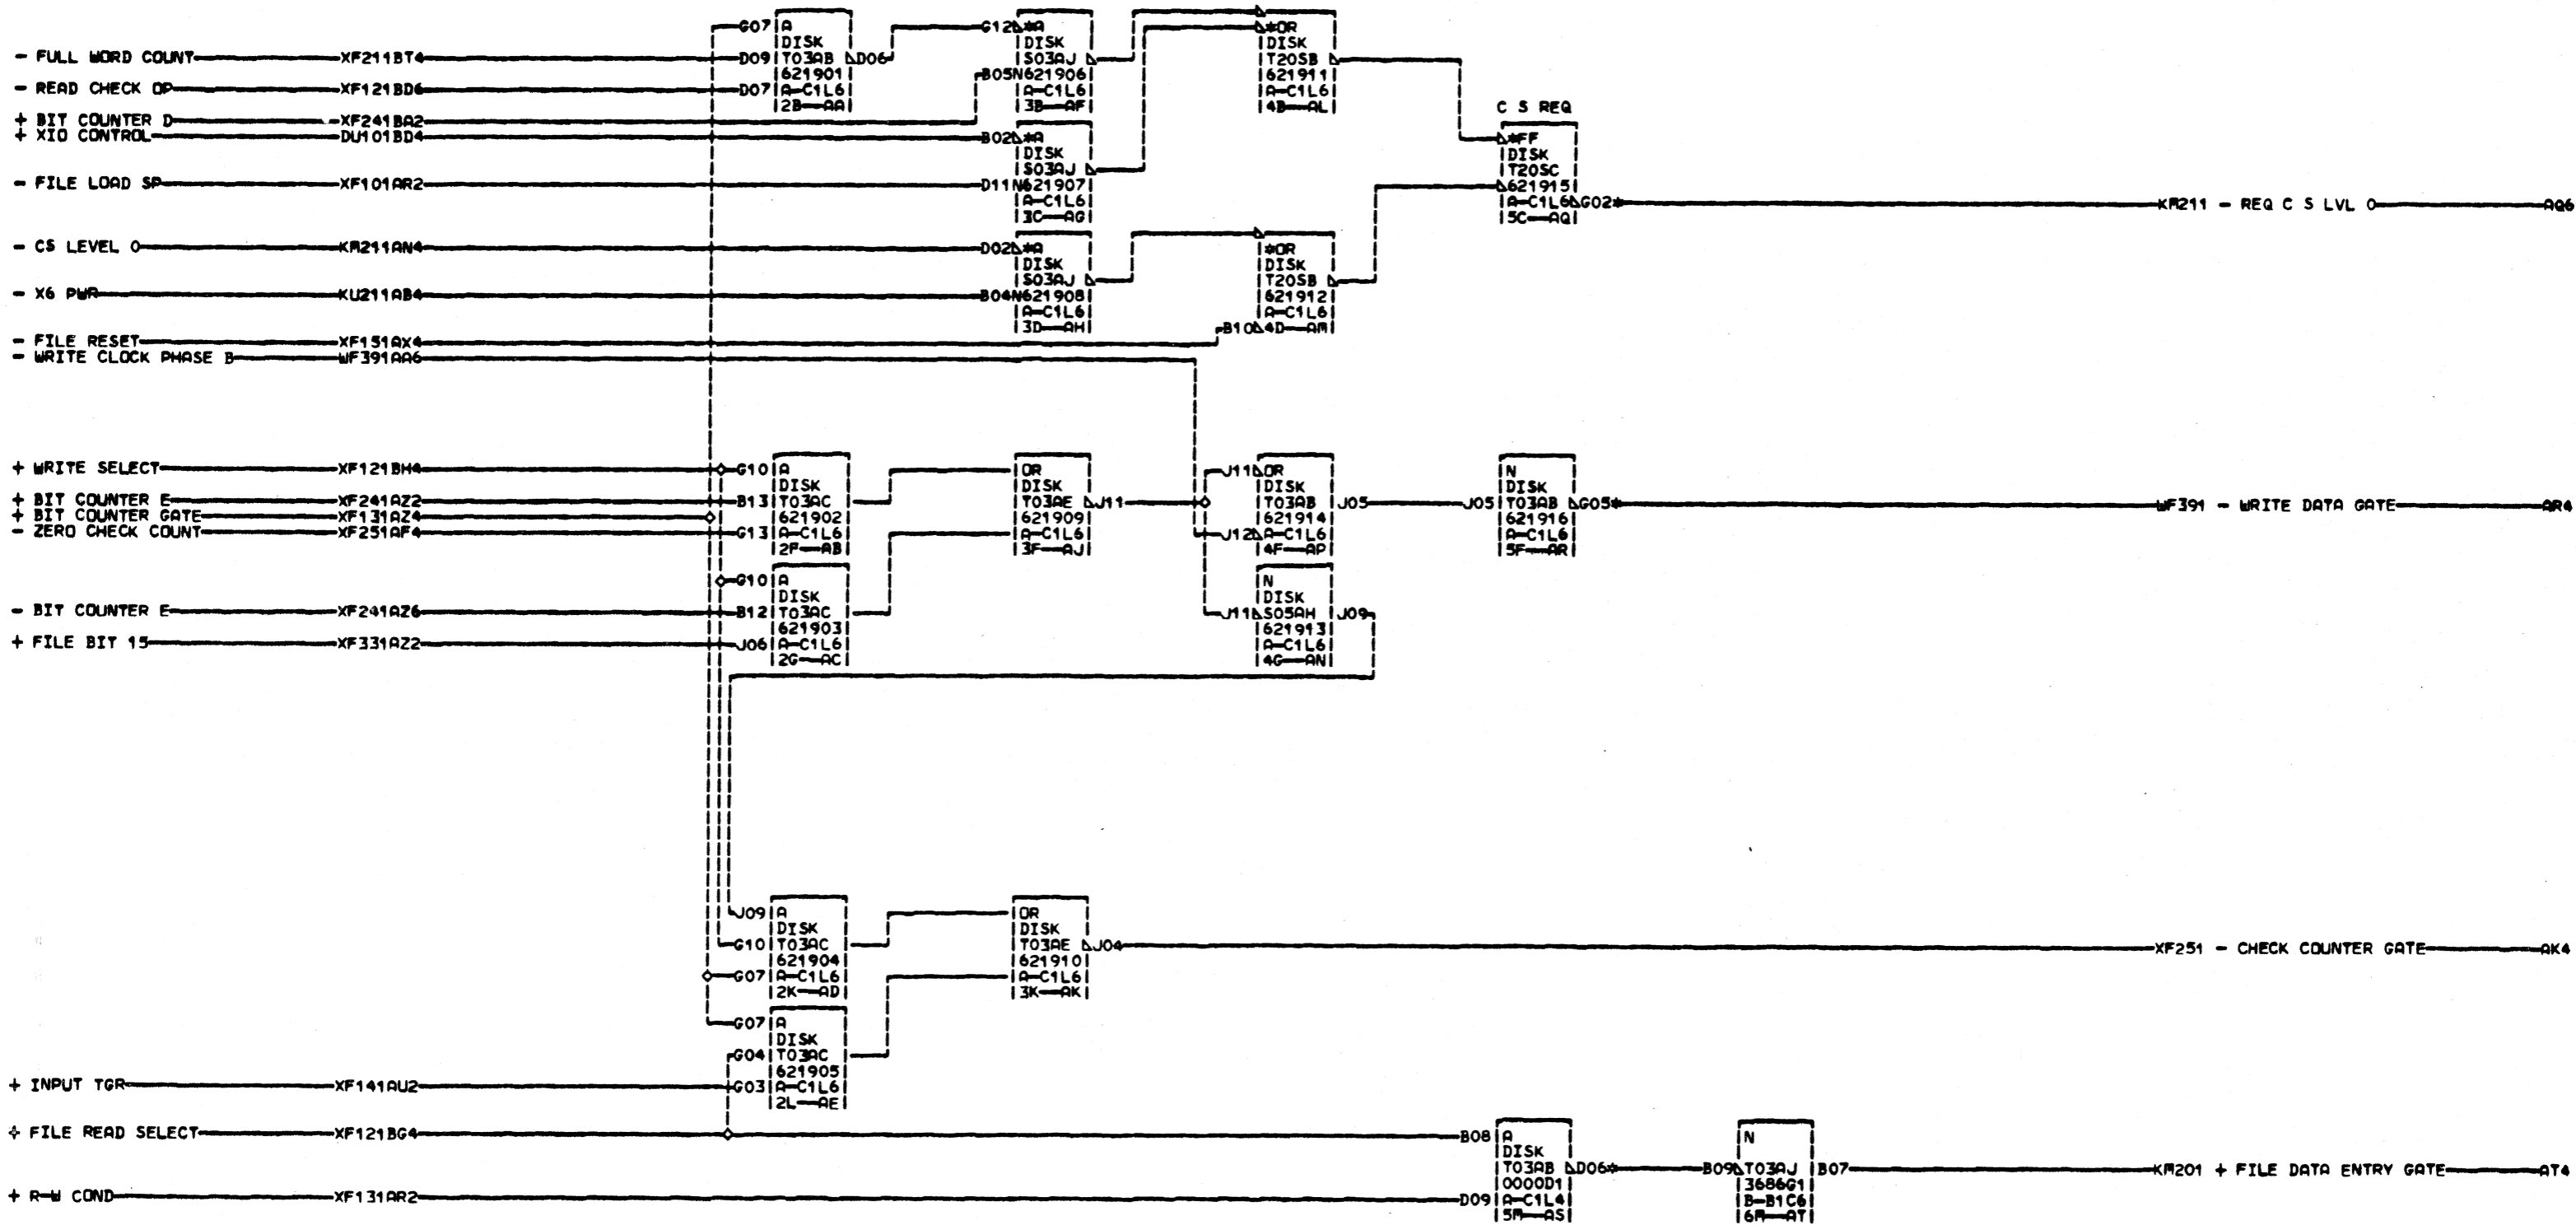 - FULL WORD COUNT XF211BT4
- READ CHECK OP XF121BD6
+ BIT COUNTER D XF241BA2
+ XIO CONTROL DU101BD4
- FILE LOAD SP XF101AR2
- CS LEVEL 0 KM211AN4
- X6 PWR KU211AB4
- FILE RESET XF151AX4
- WRITE CLOCK PHASE B WF391AA6
G07 A
DISK
D09 T03AB D06
621901
D07 A-C1L6
2B AA
G12 *A
DISK
S03AJ
B05N621906
A-C1L6
3B AF
B02 *A
DISK
S03AJ
D11N621907
A-C1L6
3C AG
D02 *A
DISK
S03AJ
B04N621908
A-C1L6
3D AH
*OR
DISK
T20SB
621911
A-C1L6
4B AL
*OR
DISK
T20SB
621912
A-C1L6
B10 4D AM
C S REQ
*FF
DISK
T20SC
621915
A-C1L6 G02*
5C AQ
KM211 - REQ C S LVL 0 AQ6
+ WRITE SELECT XF121BH4
+ BIT COUNTER E XF241AZ2
+ BIT COUNTER GATE XF131AZ4
- ZERO CHECK COUNT XF251AF4
- BIT COUNTER E XF241AZ6
+ FILE BIT 15 XF331AZ2
G10 A
DISK
B13 T03AC
621902
G13 A-C1L6
2F AB
G10 A
DISK
B12 T03AC
621903
J06 A-C1L6
2G AC
OR
DISK
T03AE J11
621909
A-C1L6
3F AJ
J11 OR
DISK
T03AB J05
621914
J12 A-C1L6
4F AP
N
DISK
J11 S05AH J09
621913
A-C1L6
4G AN
N
DISK
J05 T03AB G05*
621916
A-C1L6
5F AR
WF391 - WRITE DATA GATE AR4
J09 A
DISK
G10 T03AC
621904
G07 A-C1L6
2K AD
OR
DISK
T03AE J04
621910
A-C1L6
3K AK
XF251 - CHECK COUNTER GATE AK4
G07 A
DISK
G04 T03AC
621905
G03 A-C1L6
2L AE
+ INPUT TGR XF141AU2
+ FILE READ SELECT XF121BG4
+ R-W COND XF131AR2
B08 A
DISK
T03AB D06*
0000D1
D09 A-C1L4
5M AS
N
B09 T03AJ B07
3686G1
B-B1C6
6M AT
KM201 + FILE DATA ENTRY GATE AT4